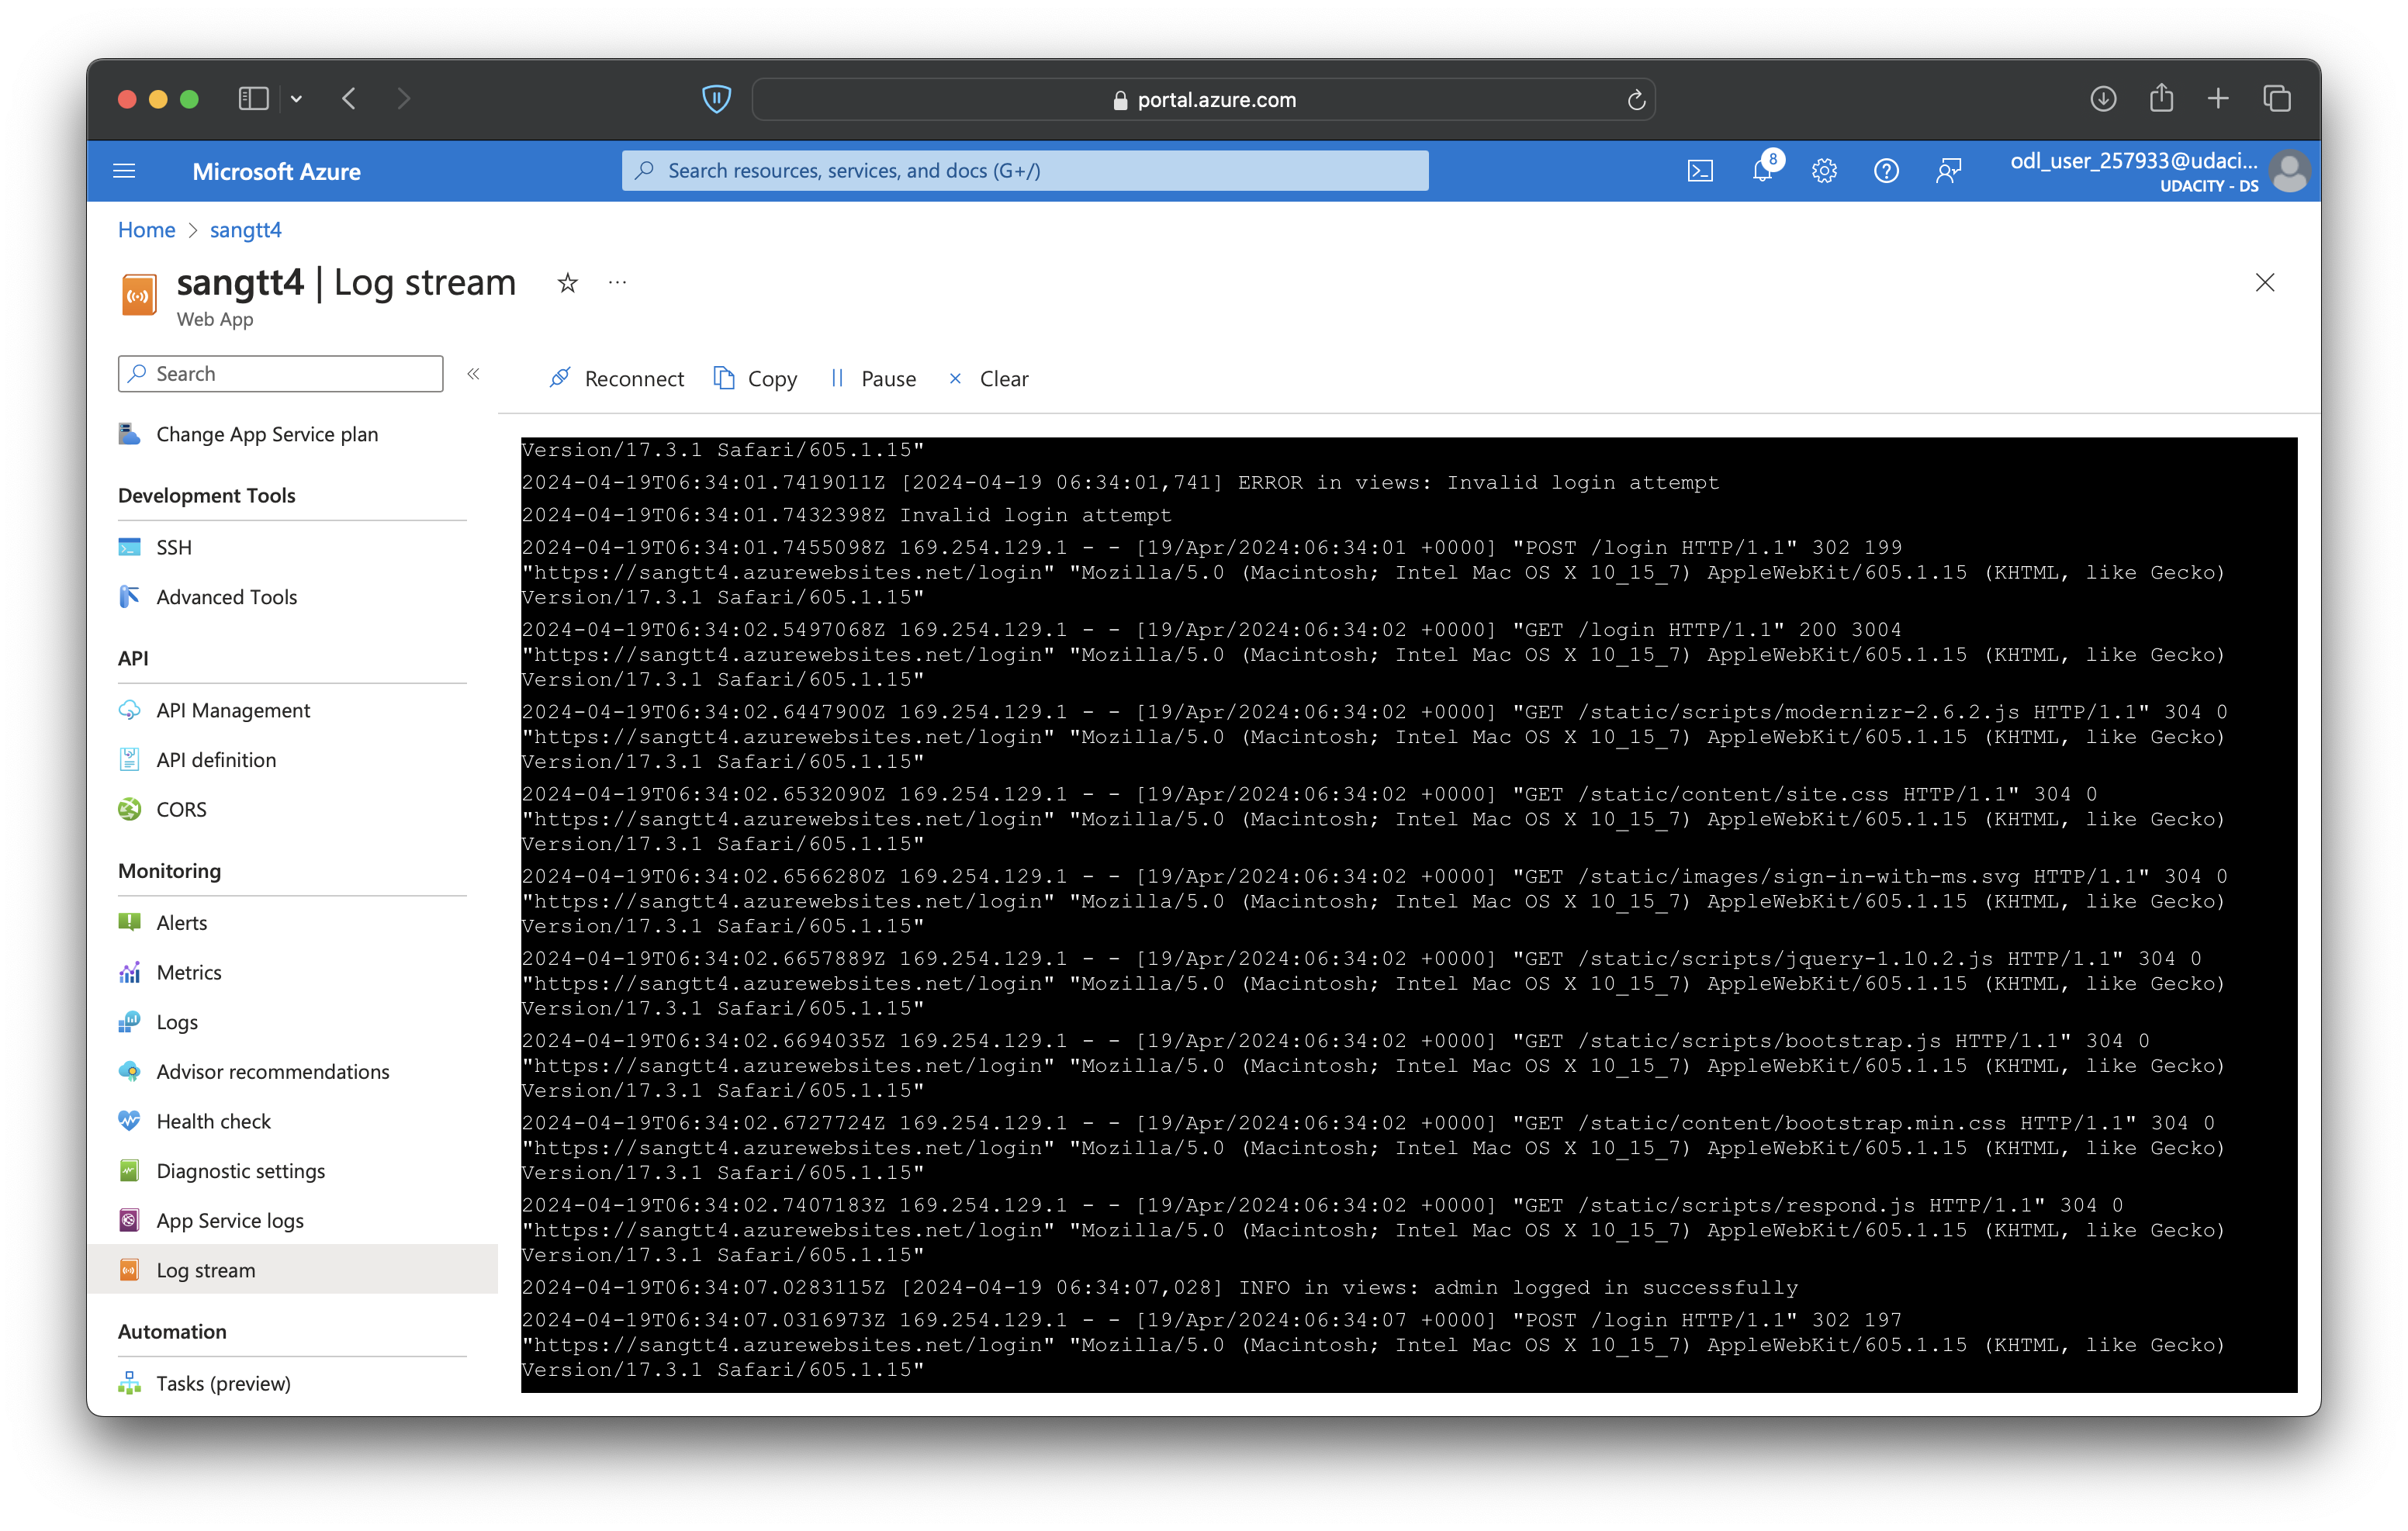 portal.azure.com
Microsoft Azure
Search resources, services, and docs (G+/)
8
odl_user_257933@udaci...
UDACITY - DS
Home > sangtt4
sangtt4 | Log stream
Web App
Search
Reconnect
Copy
Pause
Clear
Change App Service plan
Development Tools
SSH
Advanced Tools
API
API Management
API definition
CORS
Monitoring
Alerts
Metrics
Logs
Advisor recommendations
Health check
Diagnostic settings
App Service logs
Log stream
Automation
Tasks (preview)
Version/17.3.1 Safari/605.1.15"
2024-04-19T06:34:01.7419011Z [2024-04-19 06:34:01,741] ERROR in views: Invalid login attempt
2024-04-19T06:34:01.7432398Z Invalid login attempt
2024-04-19T06:34:01.7455098Z 169.254.129.1 - - [19/Apr/2024:06:34:01 +0000] "POST /login HTTP/1.1" 302 199
"https://sangtt4.azurewebsites.net/login" "Mozilla/5.0 (Macintosh; Intel Mac OS X 10_15_7) AppleWebKit/605.1.15 (KHTML, like Gecko)
Version/17.3.1 Safari/605.1.15"
2024-04-19T06:34:02.5497068Z 169.254.129.1 - - [19/Apr/2024:06:34:02 +0000] "GET /login HTTP/1.1" 200 3004
"https://sangtt4.azurewebsites.net/login" "Mozilla/5.0 (Macintosh; Intel Mac OS X 10_15_7) AppleWebKit/605.1.15 (KHTML, like Gecko)
Version/17.3.1 Safari/605.1.15"
2024-04-19T06:34:02.6447900Z 169.254.129.1 - - [19/Apr/2024:06:34:02 +0000] "GET /static/scripts/modernizr-2.6.2.js HTTP/1.1" 304 0
"https://sangtt4.azurewebsites.net/login" "Mozilla/5.0 (Macintosh; Intel Mac OS X 10_15_7) AppleWebKit/605.1.15 (KHTML, like Gecko)
Version/17.3.1 Safari/605.1.15"
2024-04-19T06:34:02.6532090Z 169.254.129.1 - - [19/Apr/2024:06:34:02 +0000] "GET /static/content/site.css HTTP/1.1" 304 0
"https://sangtt4.azurewebsites.net/login" "Mozilla/5.0 (Macintosh; Intel Mac OS X 10_15_7) AppleWebKit/605.1.15 (KHTML, like Gecko)
Version/17.3.1 Safari/605.1.15"
2024-04-19T06:34:02.6566280Z 169.254.129.1 - - [19/Apr/2024:06:34:02 +0000] "GET /static/images/sign-in-with-ms.svg HTTP/1.1" 304 0
"https://sangtt4.azurewebsites.net/login" "Mozilla/5.0 (Macintosh; Intel Mac OS X 10_15_7) AppleWebKit/605.1.15 (KHTML, like Gecko)
Version/17.3.1 Safari/605.1.15"
2024-04-19T06:34:02.6657889Z 169.254.129.1 - - [19/Apr/2024:06:34:02 +0000] "GET /static/scripts/jquery-1.10.2.js HTTP/1.1" 304 0
"https://sangtt4.azurewebsites.net/login" "Mozilla/5.0 (Macintosh; Intel Mac OS X 10_15_7) AppleWebKit/605.1.15 (KHTML, like Gecko)
Version/17.3.1 Safari/605.1.15"
2024-04-19T06:34:02.6694035Z 169.254.129.1 - - [19/Apr/2024:06:34:02 +0000] "GET /static/scripts/bootstrap.js HTTP/1.1" 304 0
"https://sangtt4.azurewebsites.net/login" "Mozilla/5.0 (Macintosh; Intel Mac OS X 10_15_7) AppleWebKit/605.1.15 (KHTML, like Gecko)
Version/17.3.1 Safari/605.1.15"
2024-04-19T06:34:02.6727724Z 169.254.129.1 - - [19/Apr/2024:06:34:02 +0000] "GET /static/content/bootstrap.min.css HTTP/1.1" 304 0
"https://sangtt4.azurewebsites.net/login" "Mozilla/5.0 (Macintosh; Intel Mac OS X 10_15_7) AppleWebKit/605.1.15 (KHTML, like Gecko)
Version/17.3.1 Safari/605.1.15"
2024-04-19T06:34:02.7407183Z 169.254.129.1 - - [19/Apr/2024:06:34:02 +0000] "GET /static/scripts/respond.js HTTP/1.1" 304 0
"https://sangtt4.azurewebsites.net/login" "Mozilla/5.0 (Macintosh; Intel Mac OS X 10_15_7) AppleWebKit/605.1.15 (KHTML, like Gecko)
Version/17.3.1 Safari/605.1.15"
2024-04-19T06:34:07.0283115Z [2024-04-19 06:34:07,028] INFO in views: admin logged in successfully
2024-04-19T06:34:07.0316973Z 169.254.129.1 - - [19/Apr/2024:06:34:07 +0000] "POST /login HTTP/1.1" 302 197
"https://sangtt4.azurewebsites.net/login" "Mozilla/5.0 (Macintosh; Intel Mac OS X 10_15_7) AppleWebKit/605.1.15 (KHTML, like Gecko)
Version/17.3.1 Safari/605.1.15"